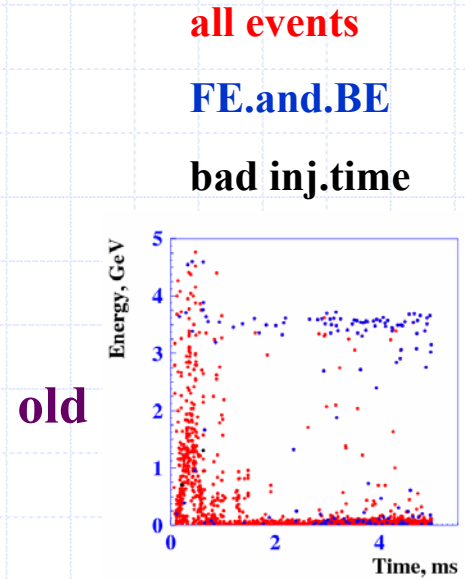 all events
FE.and.BE
bad inj.time
old
Energy, GeV
5
4
3
2
1
0
0 2 4
Time, ms